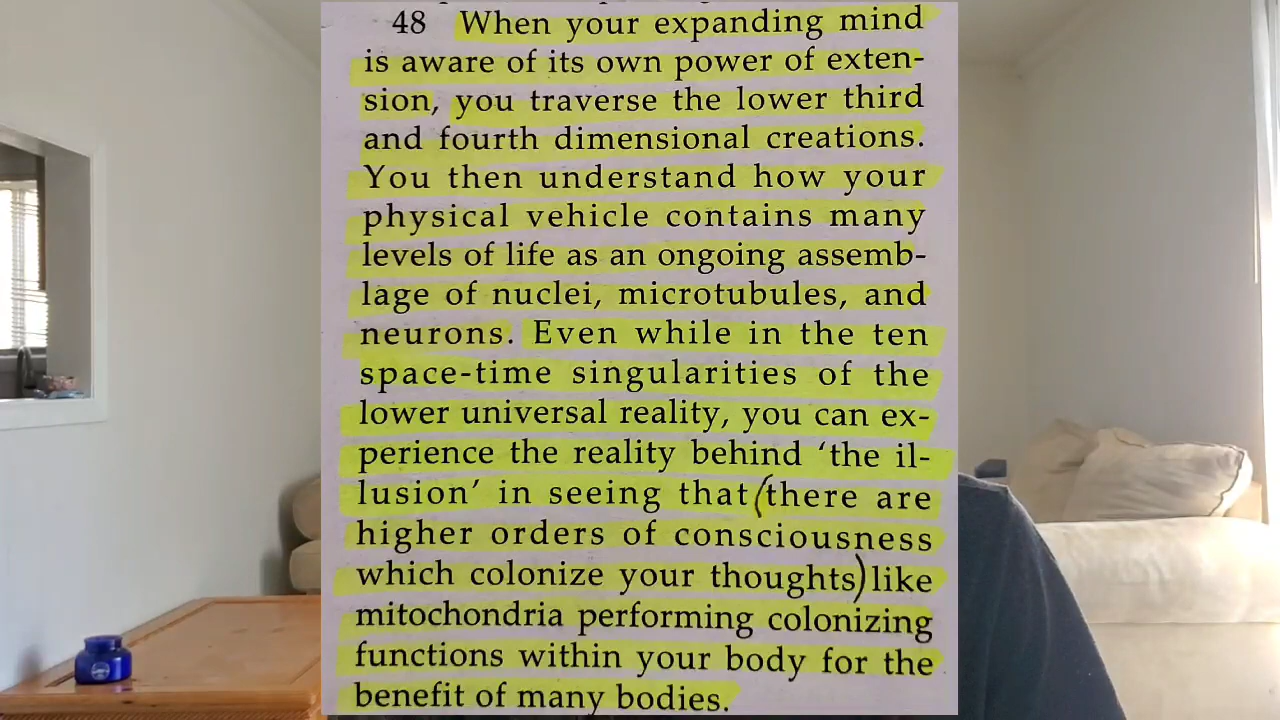 48 When your expanding mind
is aware of its own power of exten-
sion, you traverse the lower third
and fourth dimensional creations.
You then understand how your
physical vehicle contains many
levels of life as an ongoing assemb-
lage of nuclei, microtubules, and
neurons. Even while in the ten
space-time singularities of the
lower universal reality, you can ex-
perience the reality behind ‘the il-
lusion’ in seeing that (there are
higher orders of consciousness
which colonize your thoughts) like
mitochondria performing colonizing
functions within your body for the
benefit of many bodies.